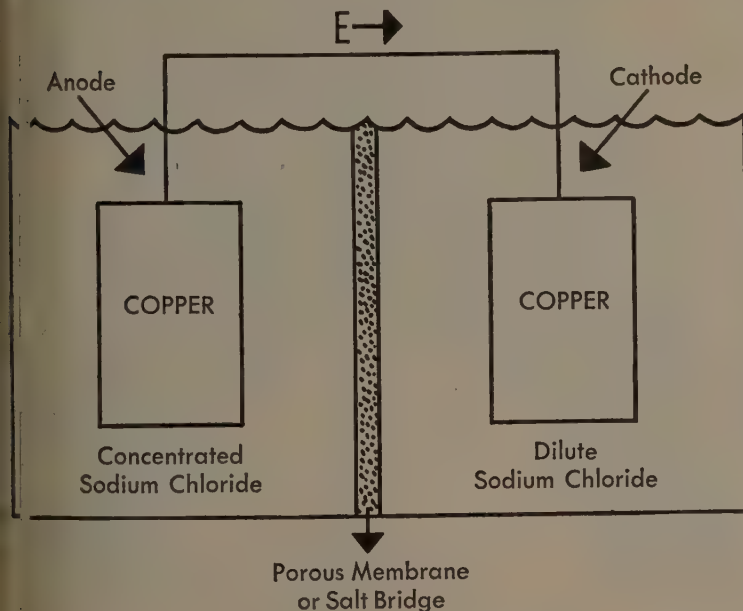 E
Anode
Cathode
COPPER
COPPER
Concentrated
Sodium Chloride
Dilute
Sodium Chloride
Porous Membrane
or Salt Bridge